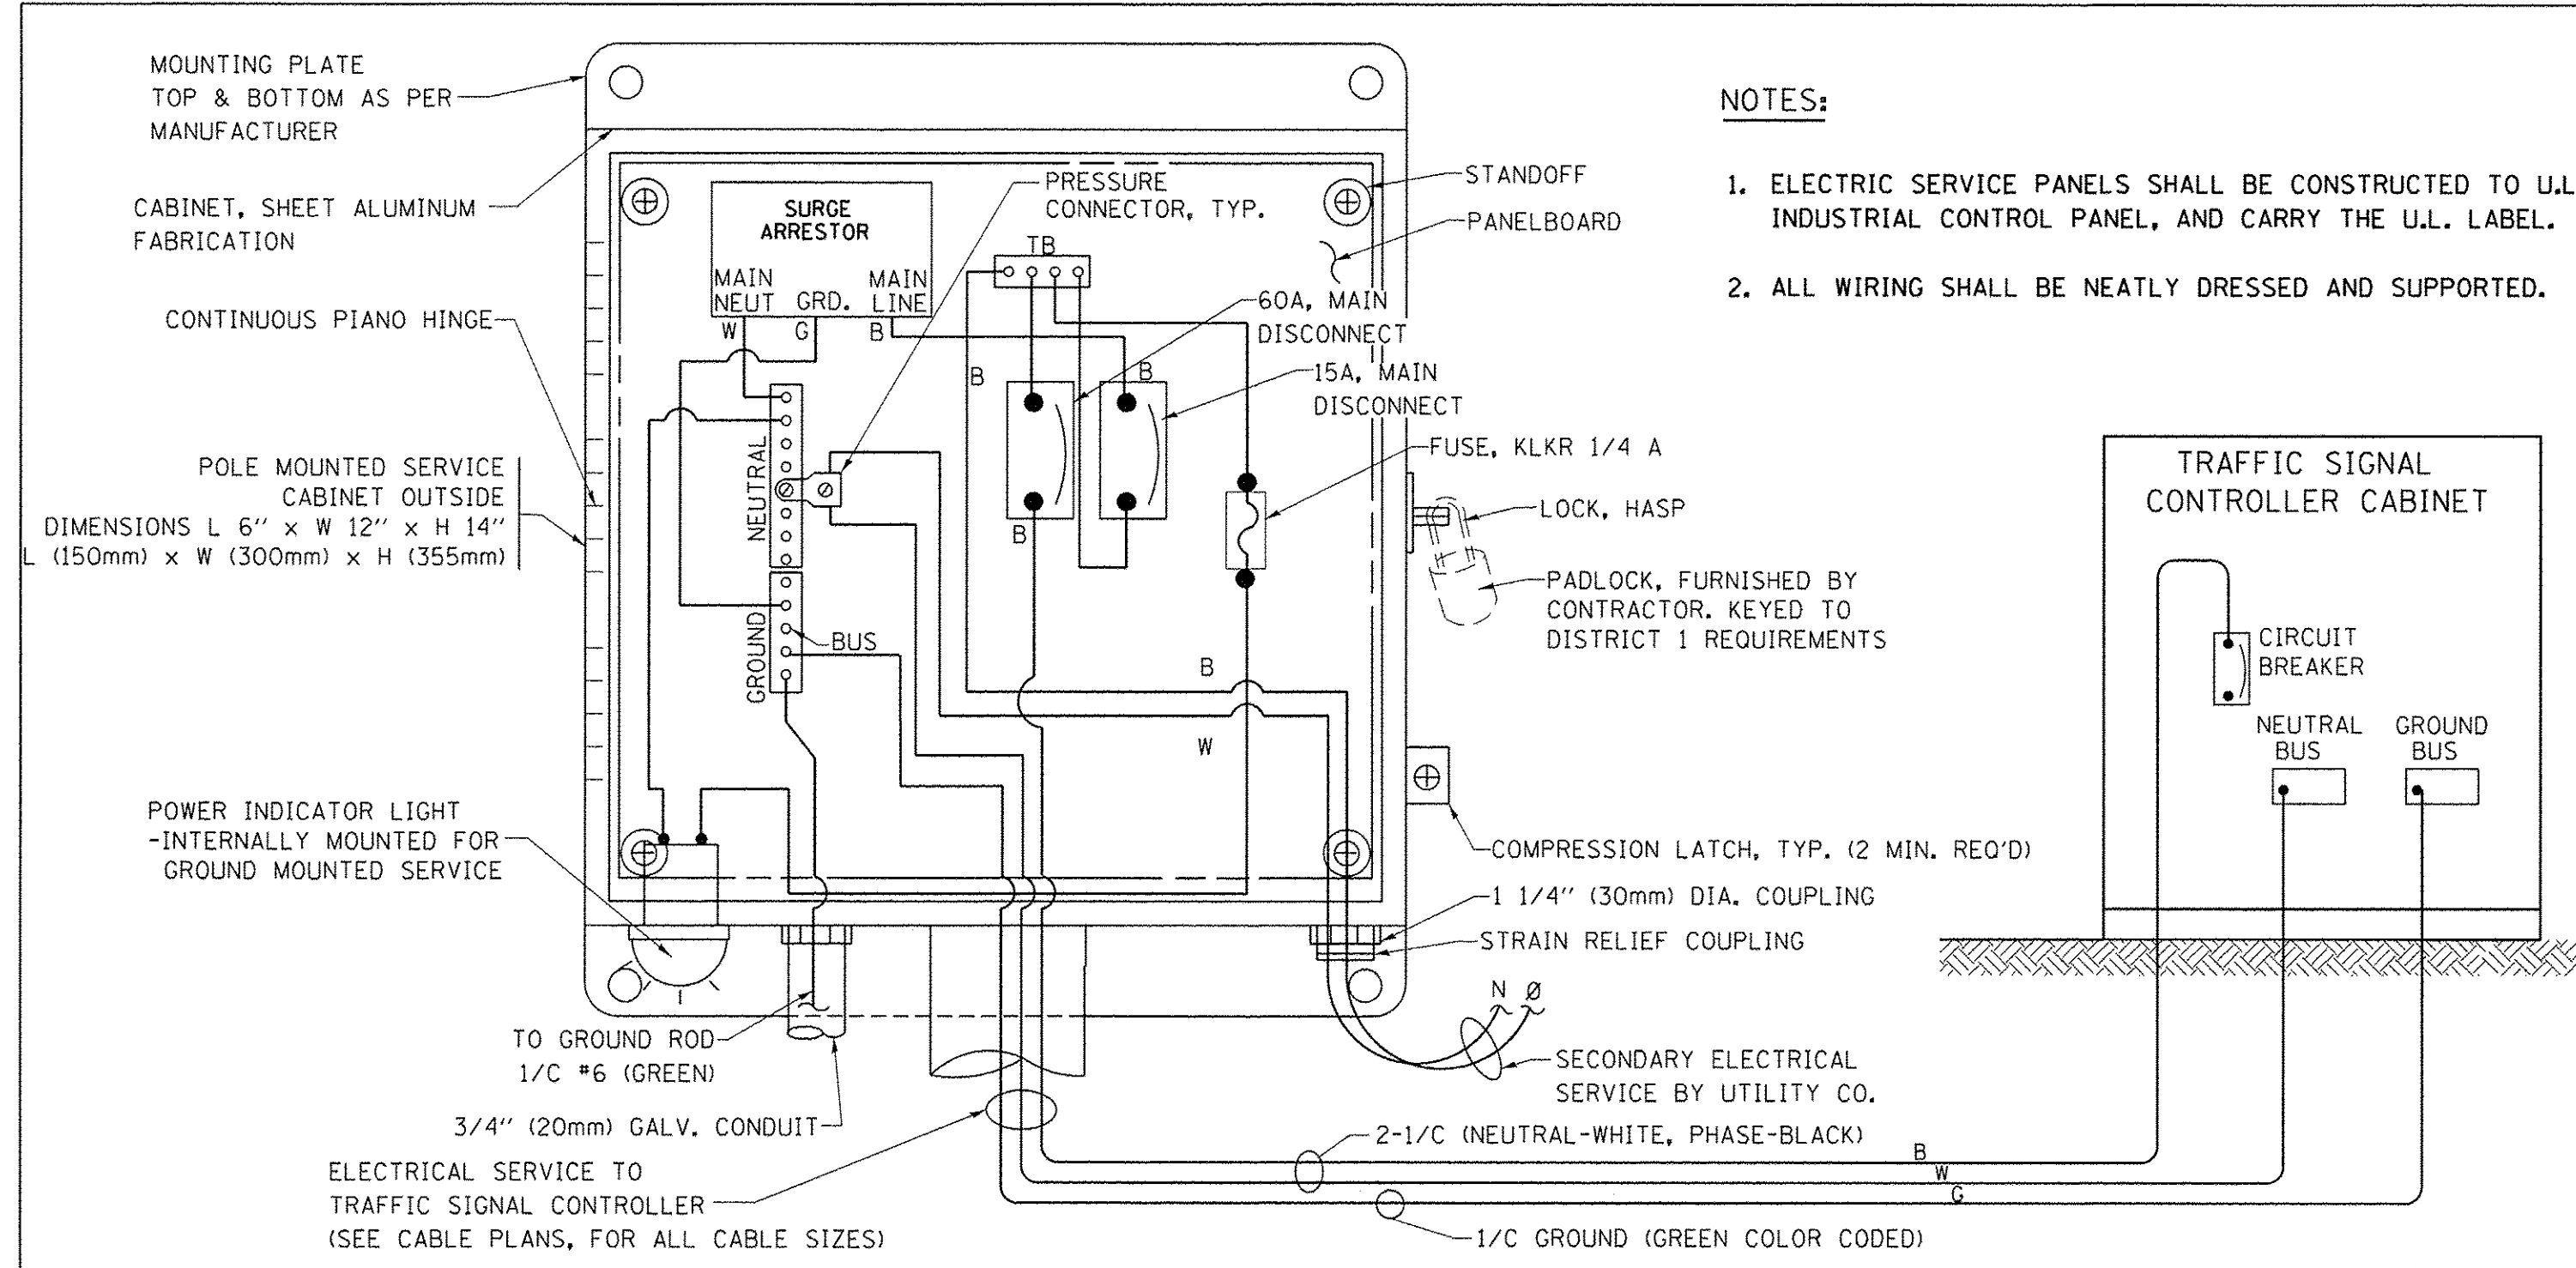 MOUNTING PLATE
TOP & BOTTOM AS PER
MANUFACTURER
CABINET, SHEET ALUMINUM
FABRICATION
CONTINUOUS PIANO HINGE
POLE MOUNTED SERVICE
CABINET OUTSIDE
DIMENSIONS L 6" x W 12" x H 14"
L (150mm) x W (300mm) x H (355mm)
POWER INDICATOR LIGHT
-INTERNALLY MOUNTED FOR
GROUND MOUNTED SERVICE
SURGE
ARRESTOR
MAIN
NEUT
GRD.
MAIN
LINE
W
G
B
PRESSURE
CONNECTOR, TYP.
TB
STANDOFF
PANELBOARD
60A, MAIN
DISCONNECT
15A, MAIN
DISCONNECT
B
B
B
FUSE, KLKR 1/4 A
NEUTRAL
GROUND
BUS
LOCK, HASP
PADLOCK, FURNISHED BY
CONTRACTOR. KEYED TO
DISTRICT 1 REQUIREMENTS
B
W
COMPRESSION LATCH, TYP. (2 MIN. REQ'D)
1 1/4" (30mm) DIA. COUPLING
STRAIN RELIEF COUPLING
N Ø
SECONDARY ELECTRICAL
SERVICE BY UTILITY CO.
TO GROUND ROD
1/C #6 (GREEN)
3/4" (20mm) GALV. CONDUIT
ELECTRICAL SERVICE TO
TRAFFIC SIGNAL CONTROLLER
(SEE CABLE PLANS, FOR ALL CABLE SIZES)
2-1/C (NEUTRAL-WHITE, PHASE-BLACK)
B
W
G
1/C GROUND (GREEN COLOR CODED)
NOTES:
1. ELECTRIC SERVICE PANELS SHALL BE CONSTRUCTED TO U.L
INDUSTRIAL CONTROL PANEL, AND CARRY THE U.L. LABEL.
2. ALL WIRING SHALL BE NEATLY DRESSED AND SUPPORTED.
TRAFFIC SIGNAL
CONTROLLER CABINET
CIRCUIT
BREAKER
NEUTRAL
BUS
GROUND
BUS